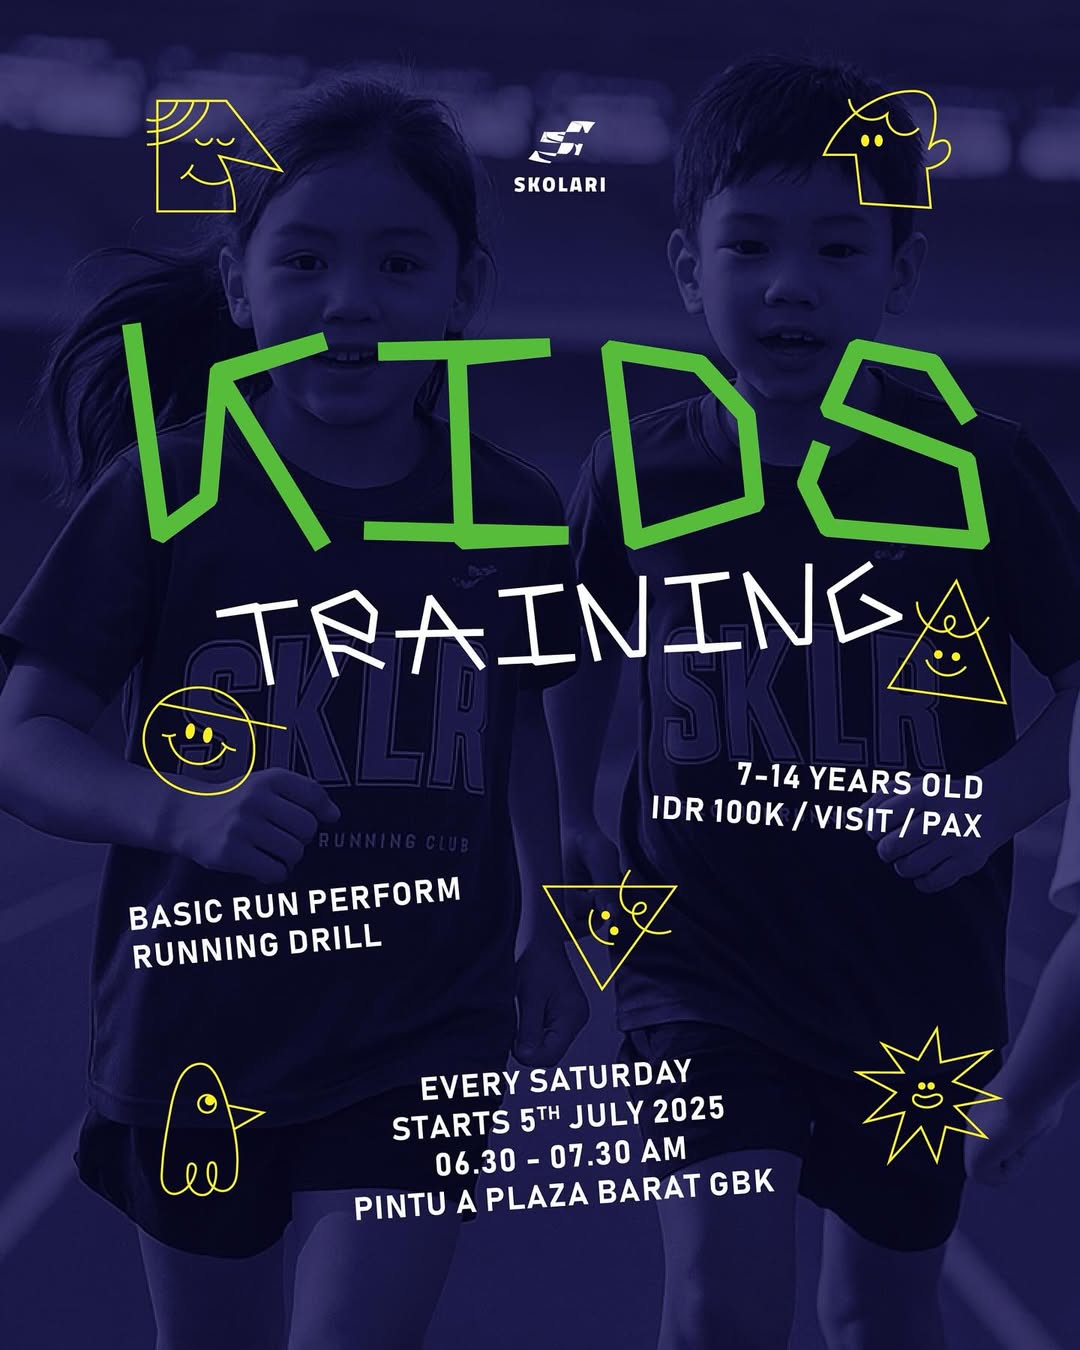 SKOLARI
KIDS
TRAINING
SKLR
RUNNING CLUB
SKLR
7-14 YEARS OLD
IDR 100K / VISIT / PAX
BASIC RUN PERFORM
RUNNING DRILL
EVERY SATURDAY
STARTS 5TH JULY 2025
06.30 - 07.30 AM
PINTU A PLAZA BARAT GBK